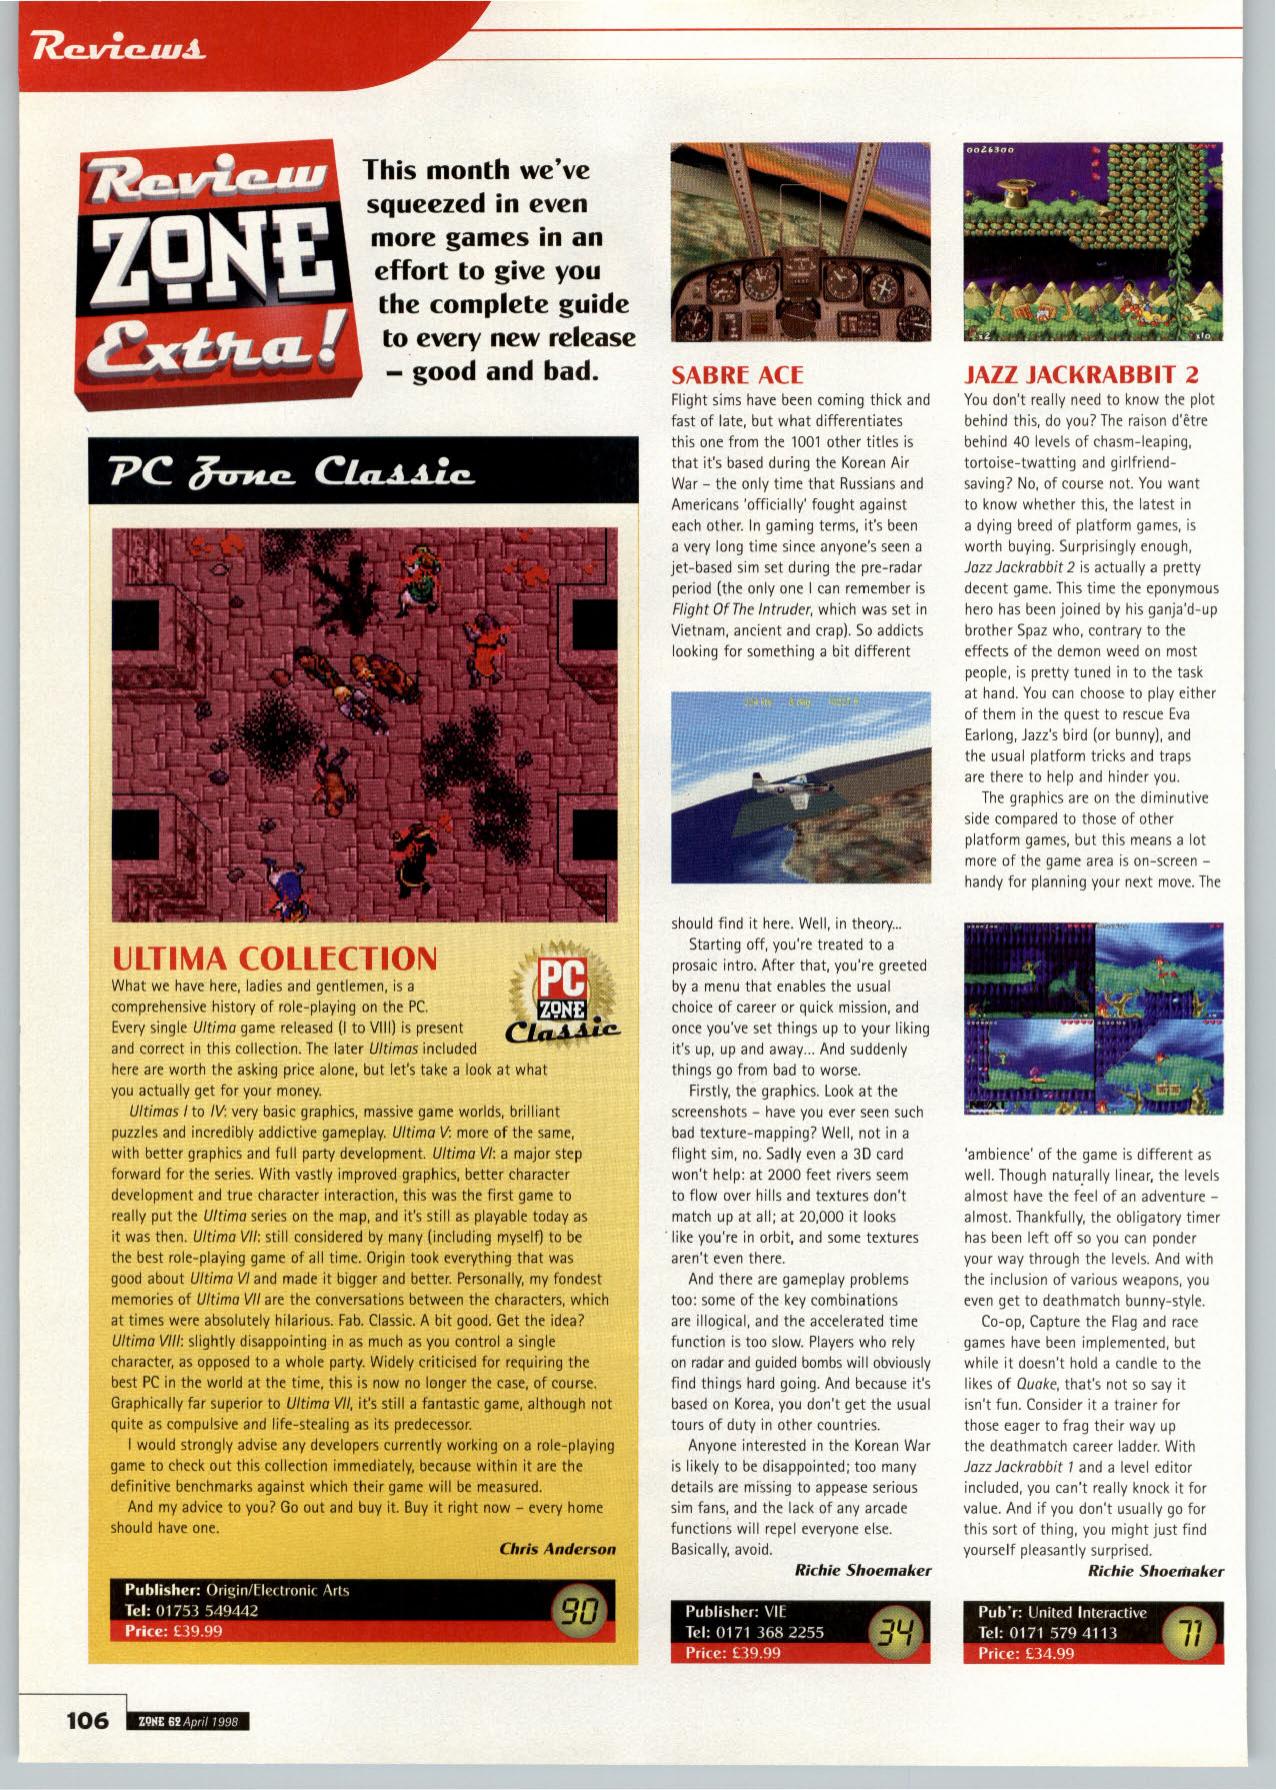 Reviews
Review
ZONE
Extra!
This month we've
squeezed in even
more games in an
effort to give you
the complete guide
to every new release
– good and bad.
PC Zone Classic
ULTIMA COLLECTION
PC
ZONE
Classic
What we have here, ladies and gentlemen, is a
comprehensive history of role-playing on the PC.
Every single Ultima game released (I to VIII) is present
and correct in this collection. The later Ultimas included
here are worth the asking price alone, but let's take a look at what
you actually get for your money.
Ultimas I to IV: very basic graphics, massive game worlds, brilliant
puzzles and incredibly addictive gameplay. Ultima V: more of the same,
with better graphics and full party development. Ultima VI: a major step
forward for the series. With vastly improved graphics, better character
development and true character interaction, this was the first game to
really put the Ultima series on the map, and it's still as playable today as
it was then. Ultima VII: still considered by many (including myself) to be
the best role-playing game of all time. Origin took everything that was
good about Ultima VI and made it bigger and better. Personally, my fondest
memories of Ultima VII are the conversations between the characters, which
at times were absolutely hilarious. Fab. Classic. A bit good. Get the idea?
Ultima VIII: slightly disappointing in as much as you control a single
character, as opposed to a whole party. Widely criticised for requiring the
best PC in the world at the time, this is now no longer the case, of course.
Graphically far superior to Ultima VII, it's still a fantastic game, although not
quite as compulsive and life-stealing as its predecessor.
I would strongly advise any developers currently working on a role-playing
game to check out this collection immediately, because within it are the
definitive benchmarks against which their game will be measured.
And my advice to you? Go out and buy it. Buy it right now – every home
should have one.
Chris Anderson
Publisher: Origin/Electronic Arts
Tel: 01753 549442
Price: £39.99
90
SABRE ACE
Flight sims have been coming thick and
fast of late, but what differentiates
this one from the 1001 other titles is
that it's based during the Korean Air
War – the only time that Russians and
Americans 'officially' fought against
each other. In gaming terms, it's been
a very long time since anyone's seen a
jet-based sim set during the pre-radar
period (the only one I can remember is
Flight Of The Intruder, which was set in
Vietnam, ancient and crap). So addicts
looking for something a bit different
should find it here. Well, in theory...
Starting off, you're treated to a
prosaic intro. After that, you're greeted
by a menu that enables the usual
choice of career or quick mission, and
once you've set things up to your liking
it's up, up and away... And suddenly
things go from bad to worse.
Firstly, the graphics. Look at the
screenshots – have you ever seen such
bad texture-mapping? Well, not in a
flight sim, no. Sadly even a 3D card
won't help: at 2000 feet rivers seem
to flow over hills and textures don't
match up at all; at 20,000 it looks
like you're in orbit, and some textures
aren't even there.
And there are gameplay problems
too: some of the key combinations
are illogical, and the accelerated time
function is too slow. Players who rely
on radar and guided bombs will obviously
find things hard going. And because it's
based on Korea, you don't get the usual
tours of duty in other countries.
Anyone interested in the Korean War
is likely to be disappointed; too many
details are missing to appease serious
sim fans, and the lack of any arcade
functions will repel everyone else.
Basically, avoid.
Richie Shoemaker
Publisher: VIE
Tel: 0171 368 2255
Price: £39.99
34
0026300
x2
x10
JAZZ JACKRABBIT 2
You don't really need to know the plot
behind this, do you? The raison d'être
behind 40 levels of chasm-leaping,
tortoise-twatting and girlfriend-
saving? No, of course not. You want
to know whether this, the latest in
a dying breed of platform games, is
worth buying. Surprisingly enough,
Jazz Jackrabbit 2 is actually a pretty
decent game. This time the eponymous
hero has been joined by his ganja'd-up
brother Spaz who, contrary to the
effects of the demon weed on most
people, is pretty tuned in to the task
at hand. You can choose to play either
of them in the quest to rescue Eva
Earlong, Jazz's bird (or bunny), and
the usual platform tricks and traps
are there to help and hinder you.
The graphics are on the diminutive
side compared to those of other
platform games, but this means a lot
more of the game area is on-screen –
handy for planning your next move. The
NEXT
'ambience' of the game is different as
well. Though naturally linear, the levels
almost have the feel of an adventure –
almost. Thankfully, the obligatory timer
has been left off so you can ponder
your way through the levels. And with
the inclusion of various weapons, you
even get to deathmatch bunny-style.
Co-op, Capture the Flag and race
games have been implemented, but
while it doesn't hold a candle to the
likes of Quake, that's not so say it
isn't fun. Consider it a trainer for
those eager to frag their way up
the deathmatch career ladder. With
Jazz Jackrabbit 1 and a level editor
included, you can't really knock it for
value. And if you don't usually go for
this sort of thing, you might just find
yourself pleasantly surprised.
Richie Shoemaker
Pub'r: United Interactive
Tel: 0171 579 4113
Price: £34.99
71
106
ZONE 62 April 1998